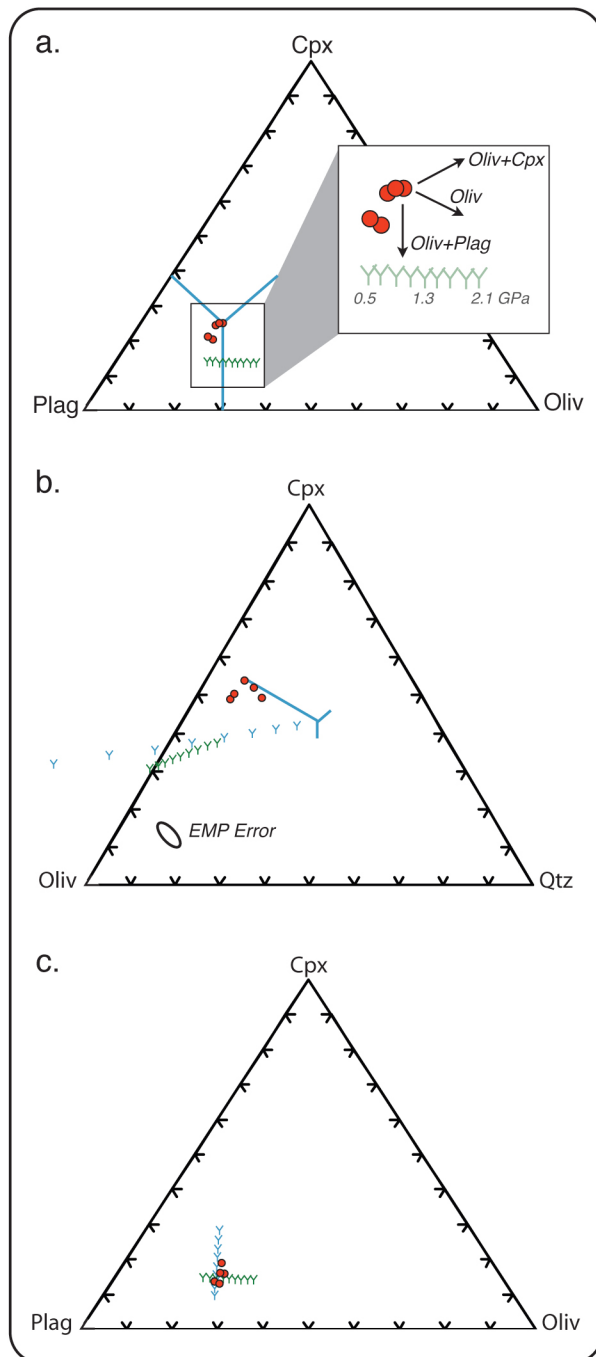 a.
Cpx
Oliv+Cpx
Oliv
Oliv+Plag
0.5 1.3 2.1 GPa
Plag Oliv
b.
Cpx
EMP Error
Oliv Qtz
c.
Cpx
Plag Oliv